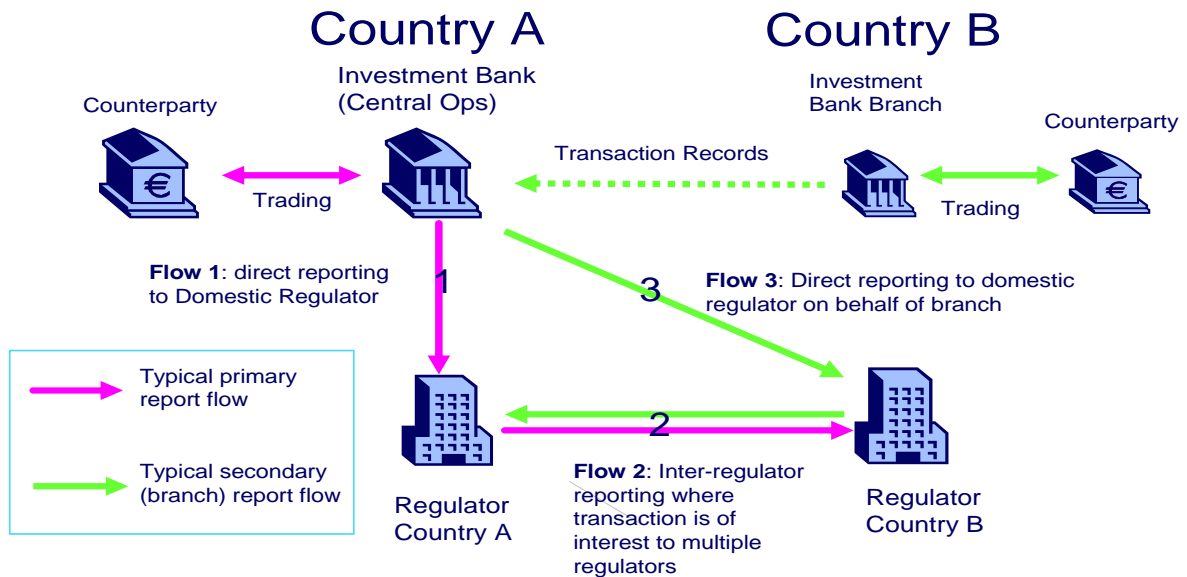 Country A
Country B
Investment Bank
(Central Ops)
Investment
Bank Branch
Counterparty
Counterparty
Transaction Records
€
€
Trading
Trading
Flow 1: direct reporting
to Domestic Regulator
1
3
Flow 3: Direct reporting to domestic
regulator on behalf of branch
Typical primary
report flow
Typical secondary
(branch) report flow
2
Regulator
Country A
Flow 2: Inter-regulator
reporting where
transaction is of
interest to multiple
regulators
Regulator
Country B